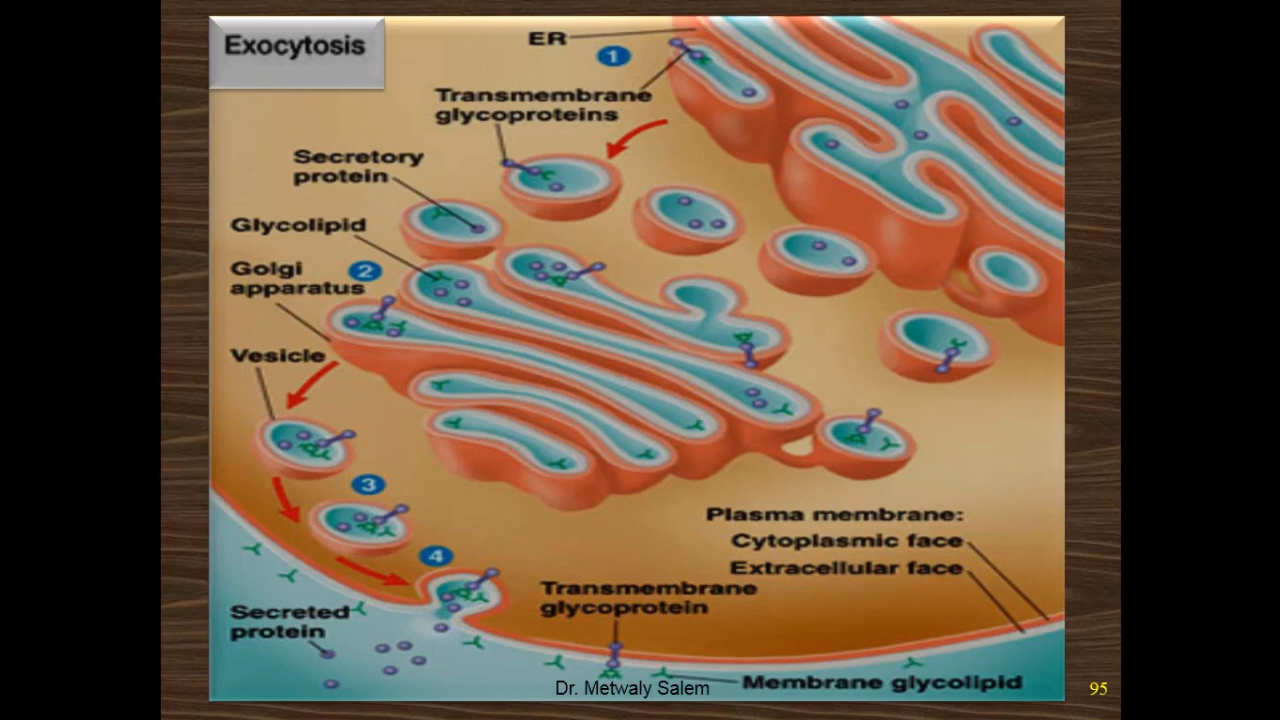 Exocytosis
ER
1
Transmembrane
glycoproteins
Secretory
protein
Glycolipid
Golgi
apparatus
2
Vesicle
3
4
Plasma membrane:
Cytoplasmic face
Extracellular face
Transmembrane
glycoprotein
Secreted
protein
Membrane glycolipid
Dr. Metwaly Salem
95